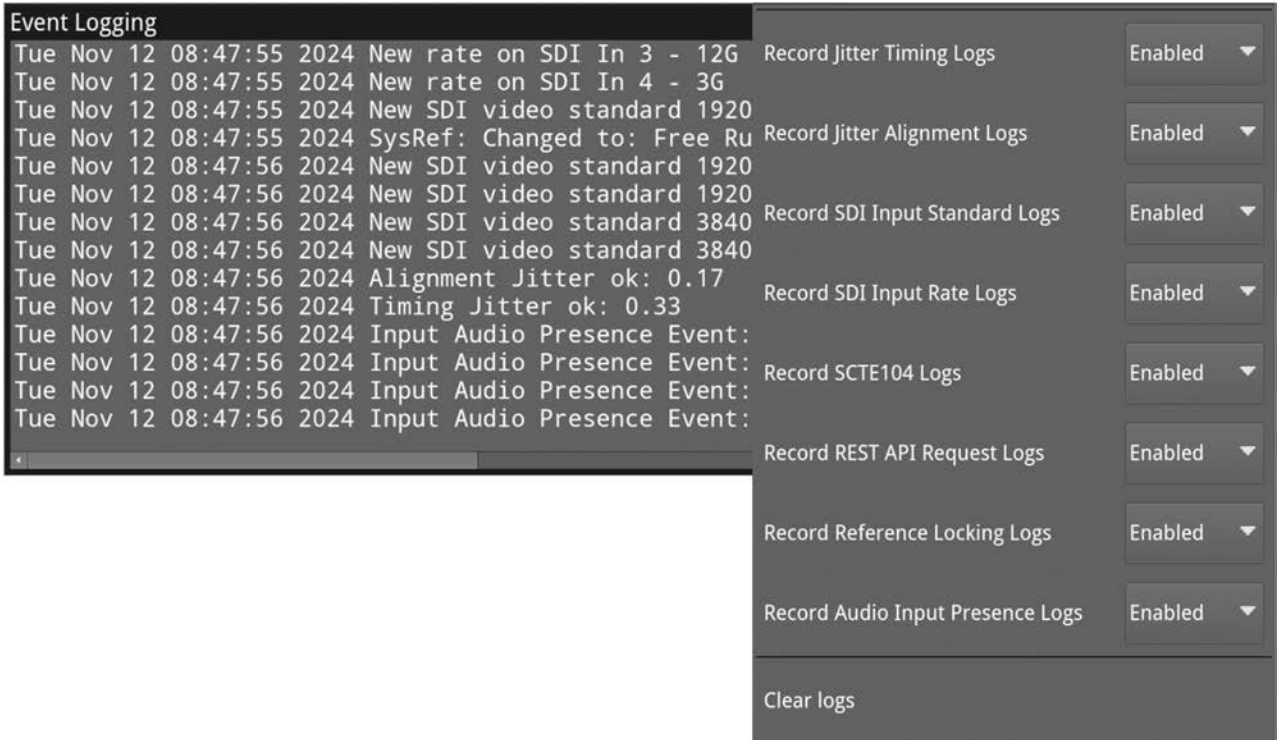 Event Logging
Tue Nov 12 08:47:55 2024 New rate on SDI In 3 - 12G
Tue Nov 12 08:47:55 2024 New rate on SDI In 4 - 3G
Tue Nov 12 08:47:55 2024 New SDI video standard 1920
Tue Nov 12 08:47:55 2024 SysRef: Changed to: Free Ru
Tue Nov 12 08:47:56 2024 New SDI video standard 1920
Tue Nov 12 08:47:56 2024 New SDI video standard 1920
Tue Nov 12 08:47:56 2024 New SDI video standard 3840
Tue Nov 12 08:47:56 2024 New SDI video standard 3840
Tue Nov 12 08:47:56 2024 Alignment Jitter ok: 0.17
Tue Nov 12 08:47:56 2024 Timing Jitter ok: 0.33
Tue Nov 12 08:47:56 2024 Input Audio Presence Event:
Tue Nov 12 08:47:56 2024 Input Audio Presence Event:
Tue Nov 12 08:47:56 2024 Input Audio Presence Event:
Tue Nov 12 08:47:56 2024 Input Audio Presence Event:
Record Jitter Timing Logs Enabled
Record Jitter Alignment Logs Enabled
Record SDI Input Standard Logs Enabled
Record SDI Input Rate Logs Enabled
Record SCTE104 Logs Enabled
Record REST API Request Logs Enabled
Record Reference Locking Logs Enabled
Record Audio Input Presence Logs Enabled
Clear logs